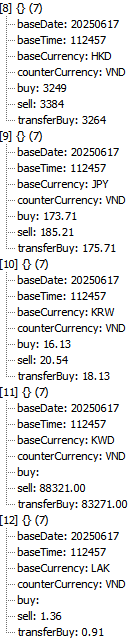 [8] {} (7)
baseDate: 20250617
baseTime: 112457
baseCurrency: HKD
counterCurrency: VND
buy: 3249
sell: 3384
transferBuy: 3264
[9] {} (7)
baseDate: 20250617
baseTime: 112457
baseCurrency: JPY
counterCurrency: VND
buy: 173.71
sell: 185.21
transferBuy: 175.71
[10] {} (7)
baseDate: 20250617
baseTime: 112457
baseCurrency: KRW
counterCurrency: VND
buy: 16.13
sell: 20.54
transferBuy: 18.13
[11] {} (7)
baseDate: 20250617
baseTime: 112457
baseCurrency: KWD
counterCurrency: VND
buy:
sell: 88321.00
transferBuy: 83271.00
[12] {} (7)
baseDate: 20250617
baseTime: 112457
baseCurrency: LAK
counterCurrency: VND
buy:
sell: 1.36
transferBuy: 0.91